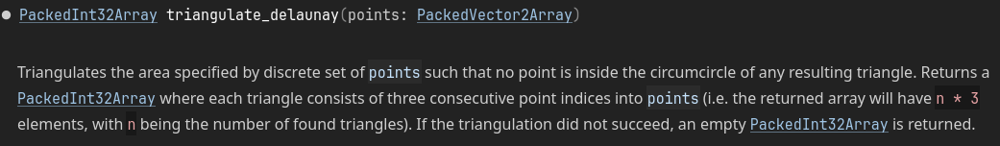 ● PackedInt32Array triangulate_delaunay(points: PackedVector2Array)
Triangulates the area specified by discrete set of points such that no point is inside the circumcircle of any resulting triangle. Returns a
PackedInt32Array where each triangle consists of three consecutive point indices into points (i.e. the returned array will have n * 3
elements, with n being the number of found triangles). If the triangulation did not succeed, an empty PackedInt32Array is returned.